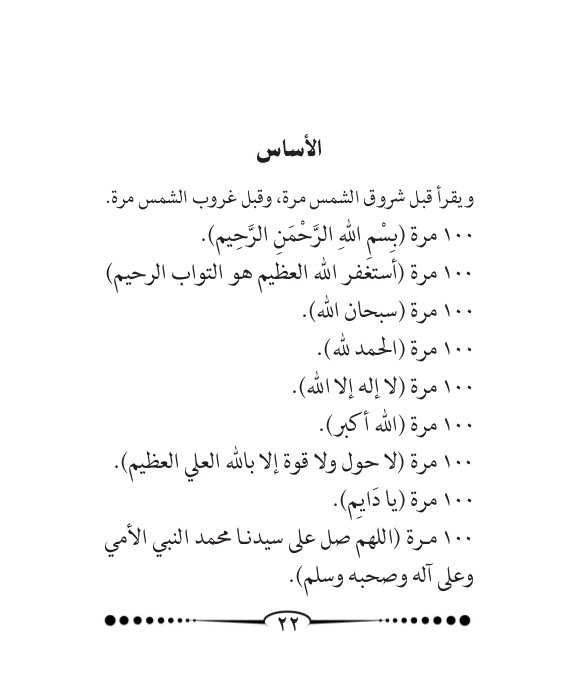 الأساس
ويقرأ قبل شروق الشمس مرة، وقبل غروب الشمس مرة.
١٠٠ مرة (بِسْمِ اللهِ الرَّحْمَنِ الرَّحِيم).
١٠٠ مرة (أستغفر الله العظيم هو التواب الرحيم)
١٠٠ مرة (سبحان الله).
١٠٠ مرة (الحمد لله).
١٠٠ مرة (لا إله إلا الله).
١٠٠ مرة (الله أكبر).
١٠٠ مرة (لا حول ولا قوة إلا بالله العلي العظيم).
١٠٠ مرة (يا دَايِم).
١٠٠ مـرة (اللهم صل على سيدنـا محمد النبي الأمي
وعلى آله وصحبه وسلم).
٢٢